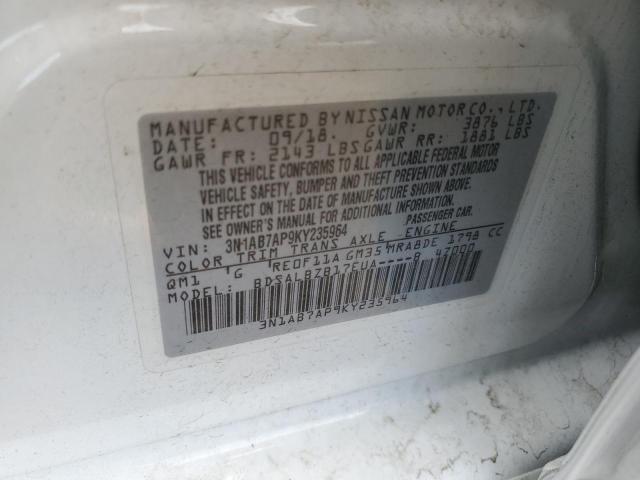 MANUFACTURED BY NISSAN MOTOR CO., LTD.
DATE: 09/18. GVWR: 3876 LBS
GAWR FR: 2143 LBS GAWR RR: 1881 LBS
THIS VEHICLE CONFORMS TO ALL APPLICABLE FEDERAL MOTOR
VEHICLE SAFETY, BUMPER AND THEFT PREVENTION STANDARDS
IN EFFECT ON THE DATE OF MANUFACTURE SHOWN ABOVE.
SEE OWNER'S MANUAL FOR ADDITIONAL INFORMATION.
VIN: 3N1AB7AP9KY235964 PASSENGER CAR.
COLOR TRIM TRANS AXLE ENGINE
QM1 G RE0F11A GM35 MRA8DE 1798 CC
MODEL: BDSALBZB17EUA----B 47000
3N1AB7AP9KY235964